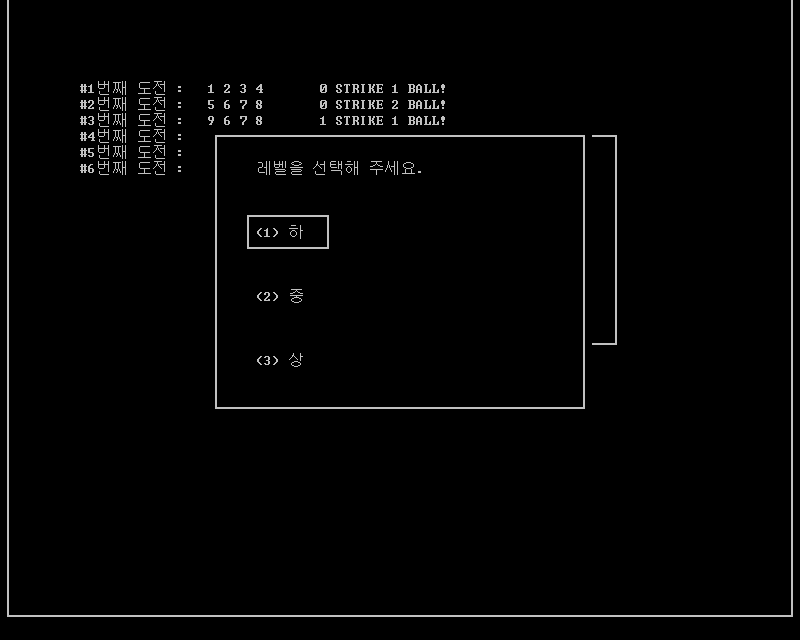 #1번째 도전 : 1 2 3 4 0 STRIKE 1 BALL!
#2번째 도전 : 5 6 7 8 0 STRIKE 2 BALL!
#3번째 도전 : 9 6 7 8 1 STRIKE 1 BALL!
#4번째 도전 :
#5번째 도전 :
#6번째 도전 :
레벨을 선택해 주세요.
(1) 하
(2) 중
(3) 상